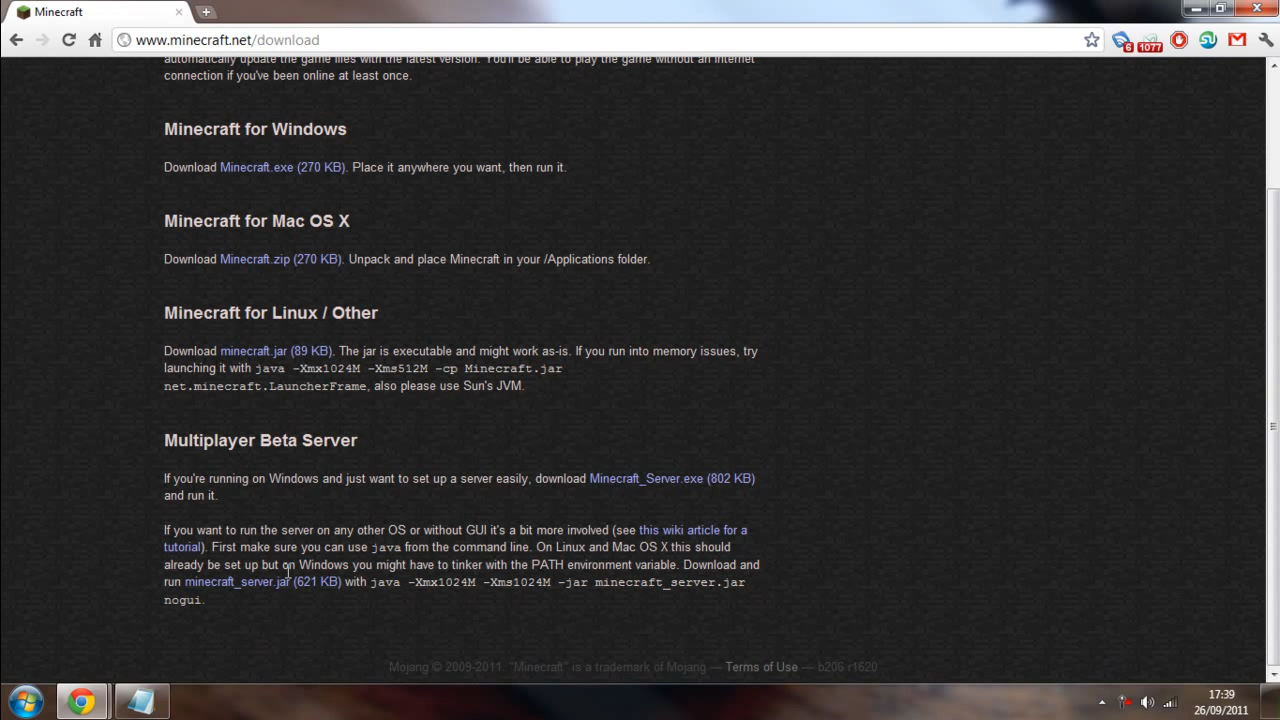 Minecraft
www.minecraft.net/download
6
1077
automatically update the game files with the latest version. You'll be able to play the game without an internet
connection if you've been online at least once.
Minecraft for Windows
Download Minecraft.exe (270 KB). Place it anywhere you want, then run it.
Minecraft for Mac OS X
Download Minecraft.zip (270 KB). Unpack and place Minecraft in your /Applications folder.
Minecraft for Linux / Other
Download minecraft.jar (89 KB). The jar is executable and might work as-is. If you run into memory issues, try
launching it with java -Xmx1024M -Xms512M -cp Minecraft.jar
net.minecraft.LauncherFrame, also please use Sun's JVM.
Multiplayer Beta Server
If you're running on Windows and just want to set up a server easily, download Minecraft_Server.exe (802 KB)
and run it.
If you want to run the server on any other OS or without GUI it's a bit more involved (see this wiki article for a
tutorial). First make sure you can use java from the command line. On Linux and Mac OS X this should
already be set up but on Windows you might have to tinker with the PATH environment variable. Download and
run minecraft_server.jar (621 KB) with java -Xmx1024M -Xms1024M -jar minecraft_server.jar
nogui.
Mojang © 2009-2011. "Minecraft" is a trademark of Mojang — Terms of Use — b206 r1620
17:39
26/09/2011